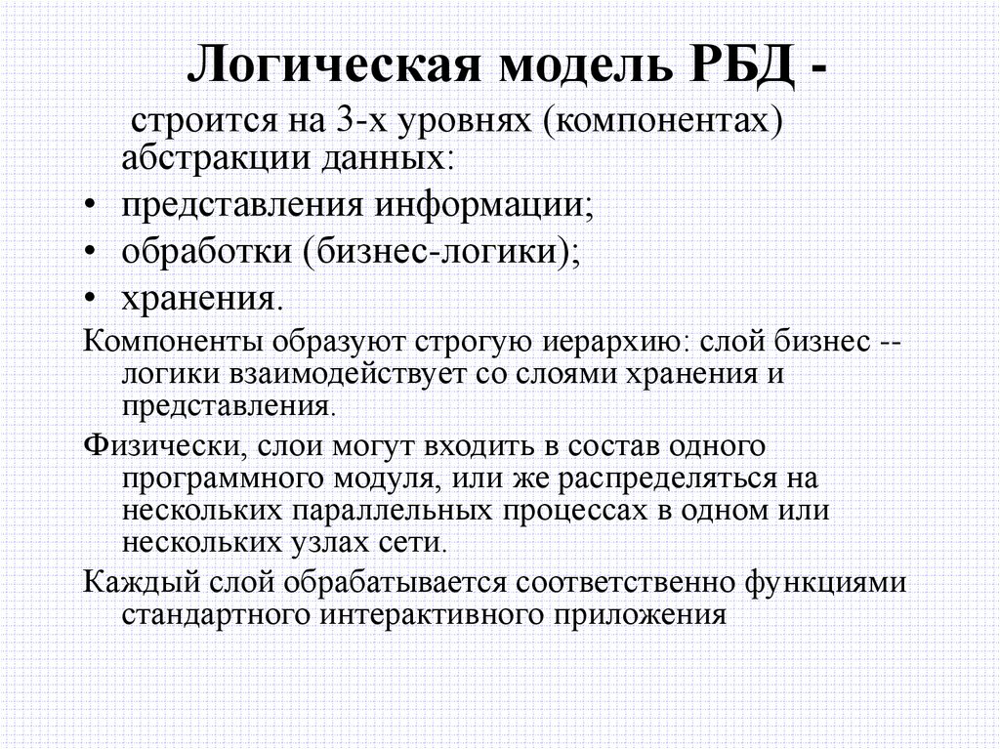 Логическая модель РБД -
строится на 3-х уровнях (компонентах)
абстракции данных:
• представления информации;
• обработки (бизнес-логики);
• хранения.
Компоненты образуют строгую иерархию: слой бизнес --
логики взаимодействует со слоями хранения и
представления.
Физически, слои могут входить в состав одного
программного модуля, или же распределяться на
нескольких параллельных процессах в одном или
нескольких узлах сети.
Каждый слой обрабатывается соответственно функциями
стандартного интерактивного приложения